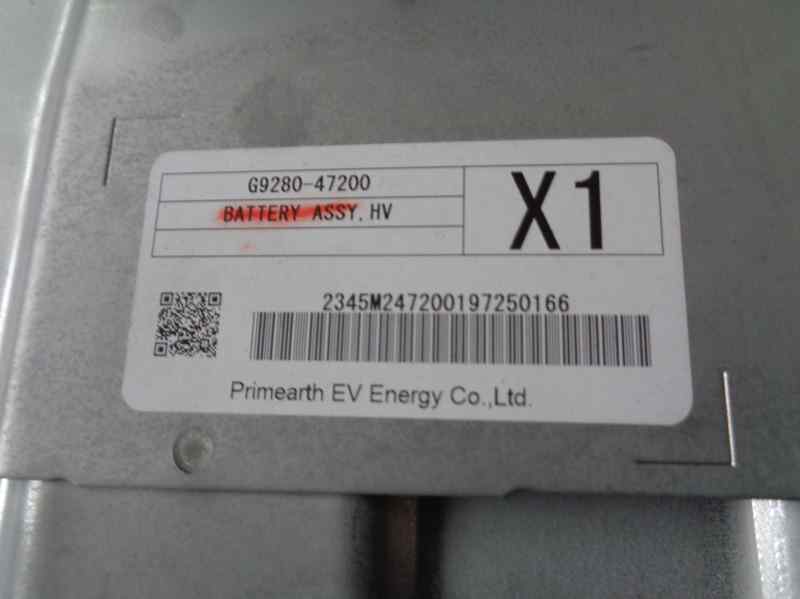 G9280-47200
BATTERY ASSY, HV
X1
2345M247200197250166
Primearth EV Energy Co.,Ltd.